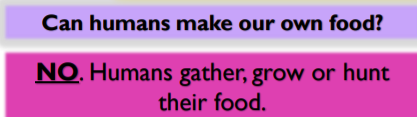 Can humans make our own food?
NO. Humans gather, grow or hunt
their food.